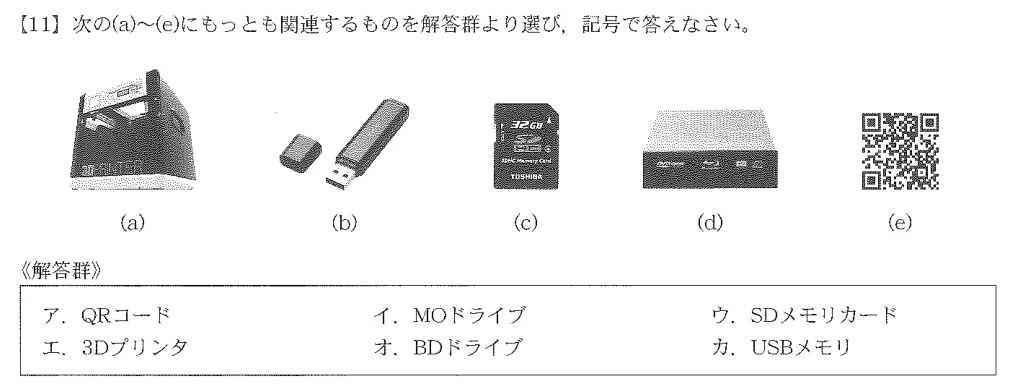 【11】次の(a)～(e)にもっとも関連するものを解答群より選び，記号で答えなさい。
32GB
SDHC Memory Card
TOSHIBA
(a) (b) (c) (d) (e)
《解答群》
ア．QRコード イ．MOドライブ ウ．SDメモリカード
エ．3Dプリンタ オ．BDドライブ カ．USBメモリ